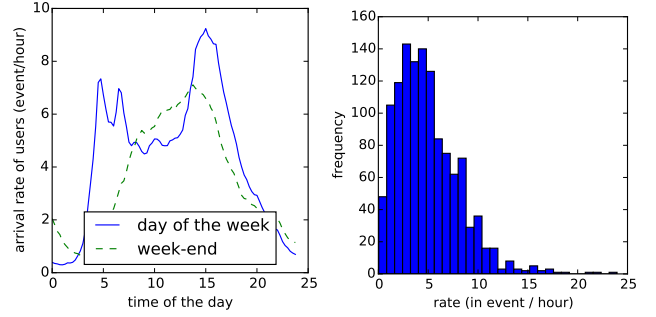 10
8
6
4
2
0
0 5 10 15 20 25
arrival rate of users (event/hour)
time of the day
day of the week
week-end
160
140
120
100
80
60
40
20
0
0 5 10 15 20 25
frequency
rate (in event / hour)